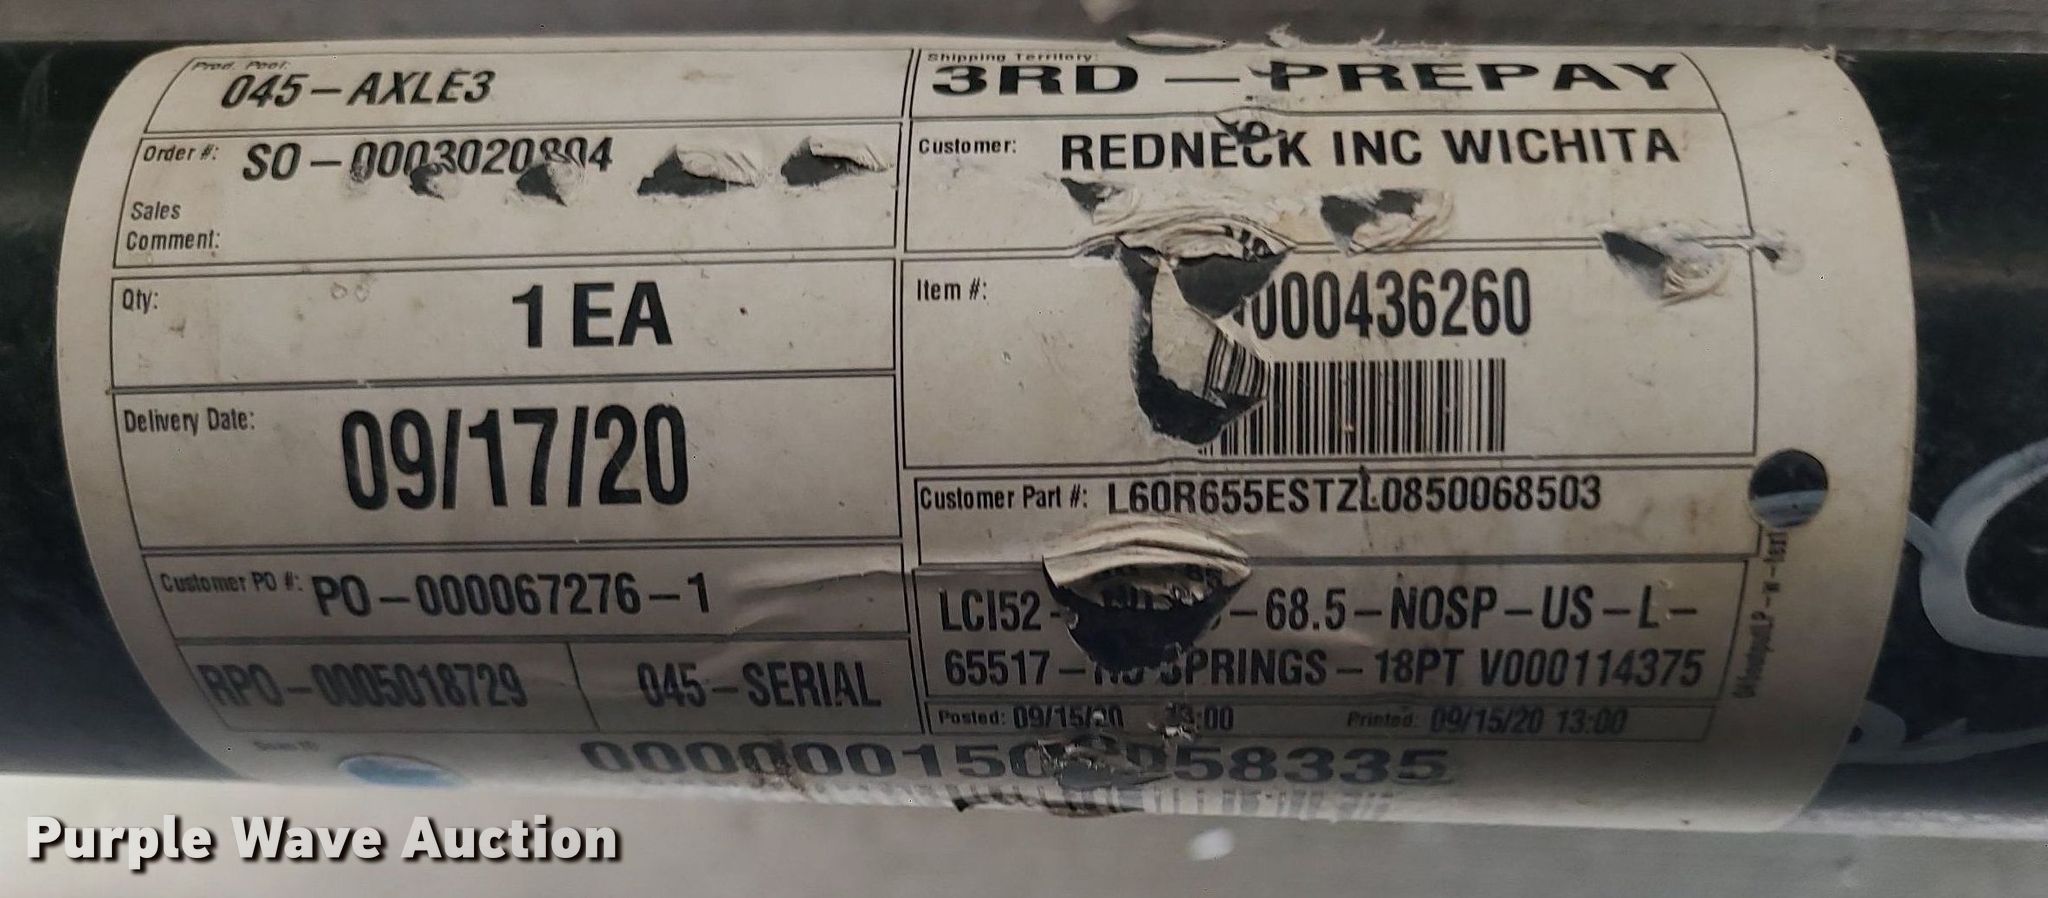 Prod. Pool:
045-AXLE3
Shipping Territory:
3RD - PREPAY
Order #: SO-0003020804
Sales
Comment:
Customer: REDNECK INC WICHITA
Qty: 1 EA
Item #: 000436260
Delivery Date: 09/17/20
Customer Part #: L60R655ESTZL0850068503
Customer PO #: PO-000067276-1
LCI52- -68.5-NOSP-US-L-
65517- SPRINGS-18PT V000114375
RPO-0005018729 045-SERIAL
Posted: 09/15/20 :00 Printed: 09/15/20 13:00
58335
Purple Wave Auction